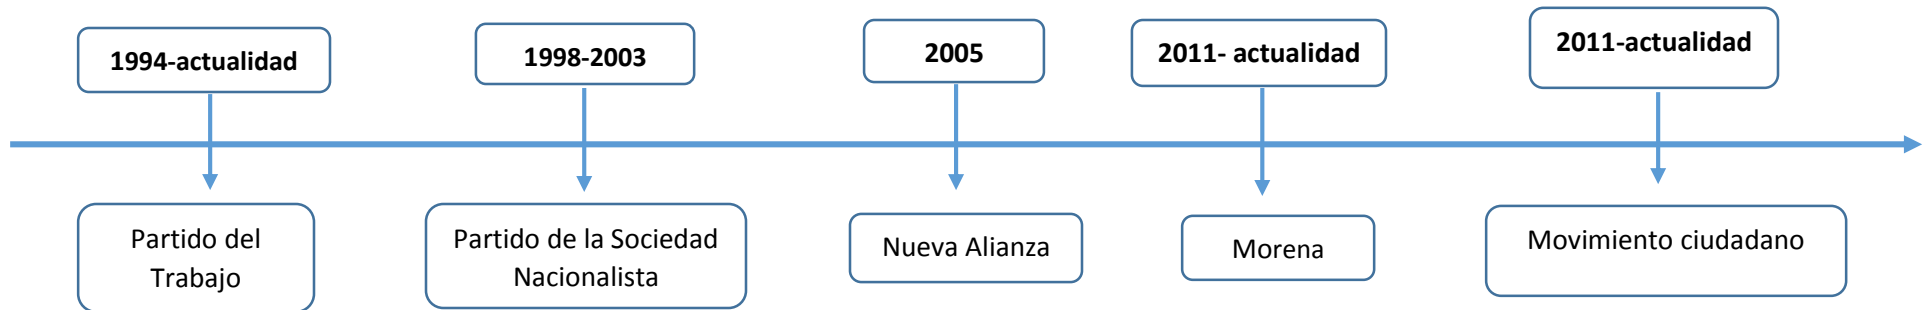 1994-actualidad
1998-2003
2005
2011- actualidad
2011-actualidad
Partido del
Trabajo
Partido de la Sociedad
Nacionalista
Nueva Alianza
Morena
Movimiento ciudadano